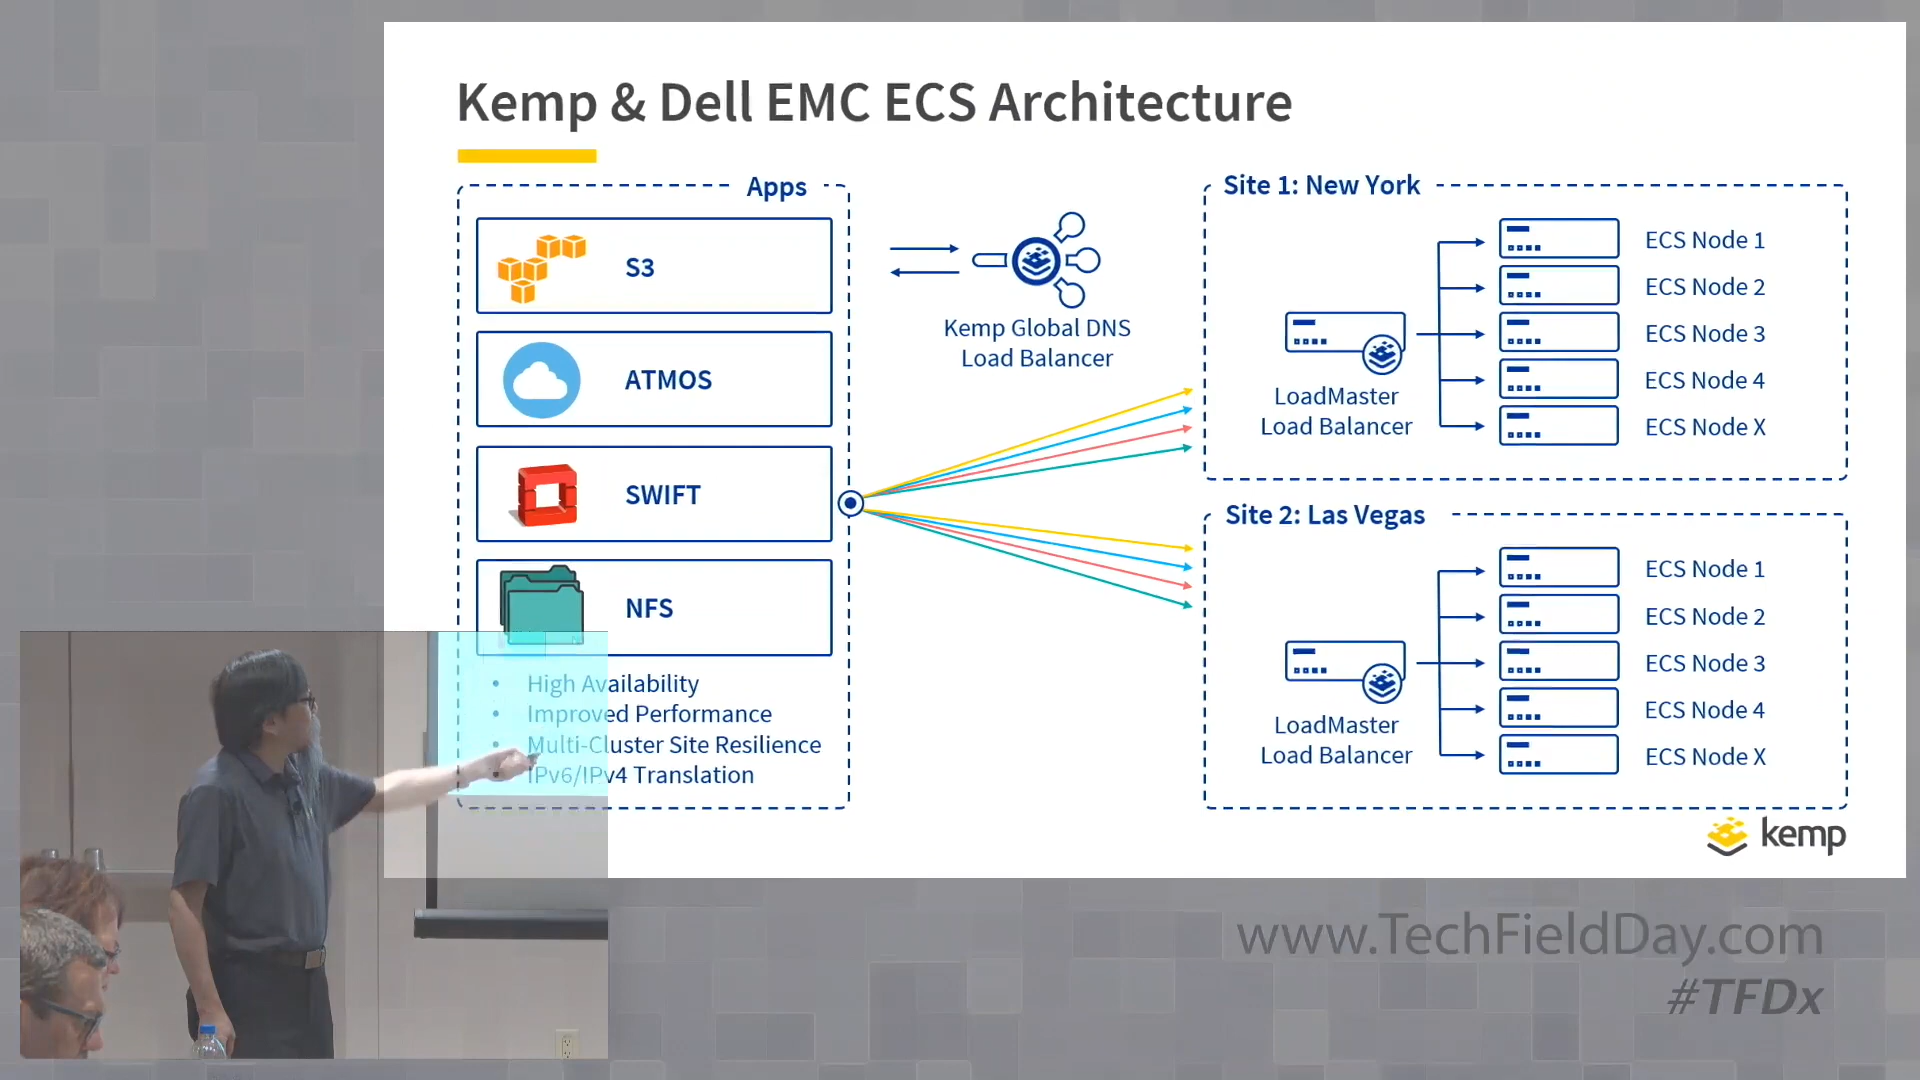 Kemp & Dell EMC ECS Architecture
Apps
S3
ATMOS
SWIFT
NFS
• High Availability
• Improved Performance
• Multi-Cluster Site Resilience
• IPv6/IPv4 Translation
Kemp Global DNS
Load Balancer
Site 1: New York
LoadMaster
Load Balancer
ECS Node 1
ECS Node 2
ECS Node 3
ECS Node 4
ECS Node X
Site 2: Las Vegas
LoadMaster
Load Balancer
ECS Node 1
ECS Node 2
ECS Node 3
ECS Node 4
ECS Node X
kemp
www.TechFieldDay.com
#TFDx